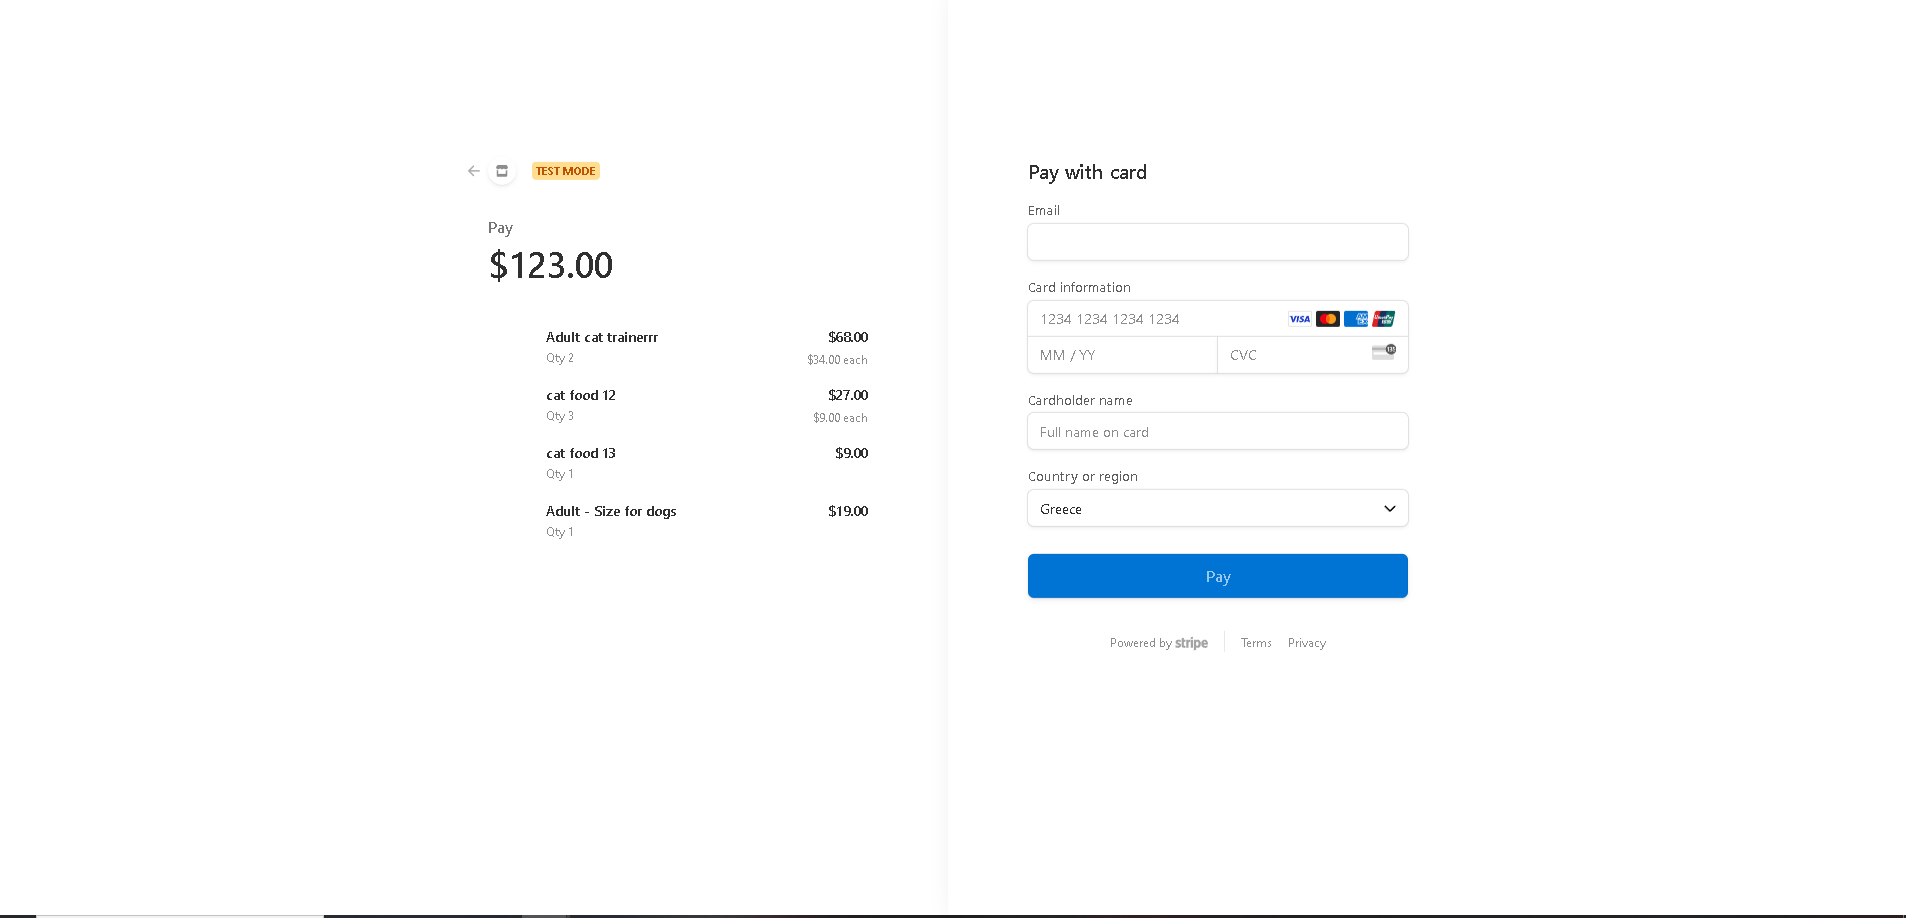 TEST MODE
Pay
$123.00
Adult cat trainerrr $68.00
Qty 2 $34.00 each
cat food 12 $27.00
Qty 3 $9.00 each
cat food 13 $9.00
Qty 1
Adult - Size for dogs $19.00
Qty 1
Pay with card
Email
Card information
1234 1234 1234 1234 VISA
MM / YY CVC
Cardholder name
Full name on card
Country or region
Greece
Pay
Powered by stripe Terms Privacy